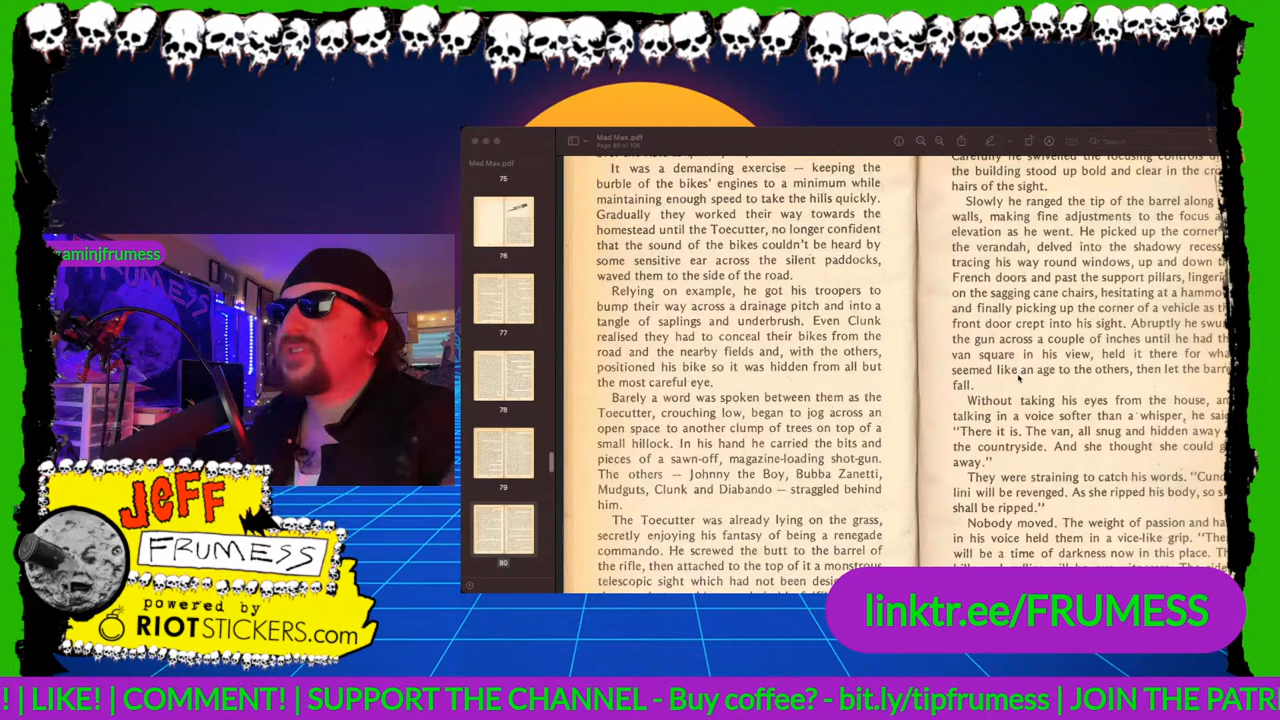 Mad Max.pdf
Page 80 of 106
Search
Mad Max.pdf
75
76
77
78
79
80
It was a demanding exercise — keeping the
burble of the bikes' engines to a minimum while
maintaining enough speed to take the hills quickly.
Gradually they worked their way towards the
homestead until the Toecutter, no longer confident
that the sound of the bikes couldn't be heard by
some sensitive ear across the silent paddocks,
waved them to the side of the road.
Relying on example, he got his troopers to
bump their way across a drainage pitch and into a
tangle of saplings and underbrush. Even Clunk
realised they had to conceal their bikes from the
road and the nearby fields and, with the others,
positioned his bike so it was hidden from all but
the most careful eye.
Barely a word was spoken between them as the
Toecutter, crouching low, began to jog across an
open space to another clump of trees on top of a
small hillock. In his hand he carried the bits and
pieces of a sawn-off, magazine-loading shot-gun.
The others — Johnny the Boy, Bubba Zanetti,
Mudguts, Clunk and Diabando — straggled behind
him.
The Toecutter was already lying on the grass,
secretly enjoying his fantasy of being a renegade
commando. He screwed the butt to the barrel of
the rifle, then attached to the top of it a monstrous
telescopic sight which had not been
Carefully he swivelled the focusing controls
the building stood up bold and clear in the
hairs of the sight.
Slowly he ranged the tip of the barrel along
walls, making fine adjustments to the focus
elevation as he went. He picked up the corner
the verandah, delved into the shadowy
tracing his way round windows, up and down
French doors and past the support pillars,
on the sagging cane chairs, hesitating at a
and finally picking up the corner of a vehicle as
front door crept into his sight. Abruptly he
the gun across a couple of inches until he had
van square in his view, held it there for
seemed like an age to the others, then let the
fall.
Without taking his eyes from the house,
talking in a voice softer than a whisper, he
"There it is. The van, all snug and hidden away
the countryside. And she thought she could
away."
They were straining to catch his words.
lini will be revenged. As she ripped his body, so
shall be ripped."
Nobody moved. The weight of passion and
in his voice held them in a vice-like grip.
will be a time of darkness now in this place.
aminjfrumess
FRUMESS
JEFF
FRUMESS
powered by
RIOTSTICKERS.com
linktr.ee/FRUMESS
! | LIKE! | COMMENT! | SUPPORT THE CHANNEL - Buy coffee? - bit.ly/tipfrumess | JOIN THE PATR